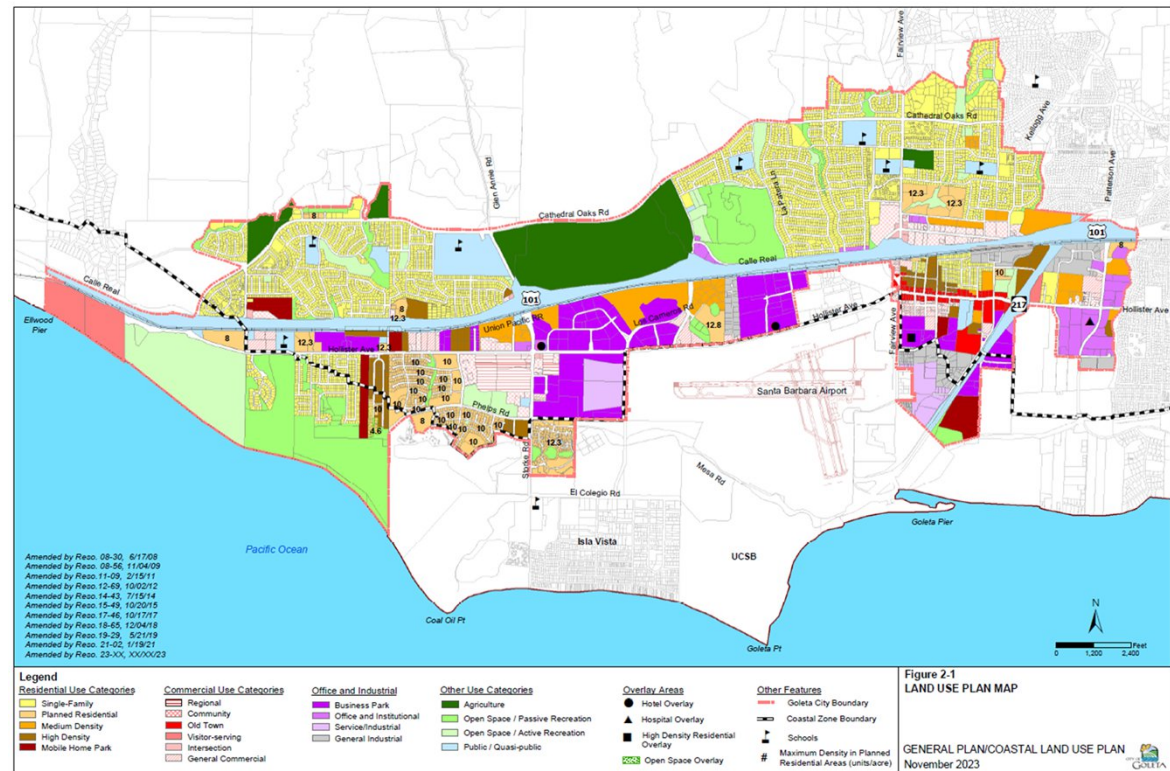 Fairview Ave
Kellogg Ave
Patterson Ave
Cathedral Oaks Rd
Glen Annie Rd
La Patera Ln
12.3
12.3
8
Cathedral Oaks Rd
101
8
Calle Real
10
Calle Real
217
Ellwood
Pier
101
8
12.3
Union Pacific RR
Los Carneros Rd
12.8
Hollister Ave
Hollister Ave
Fairview Ave
8
12.3
Hollister Ave
12.3
10
10
10
10
10
10
10
10
10
10
Santa Barbara Airport
Phelps Rd
10
10
4.6
8
10
10
10
10
10
10
12.3
Storke Rd
Mesa Rd
El Colegio Rd
Isla Vista
UCSB
Goleta Pier
Pacific Ocean
Coal Oil Pt
Goleta Pt
N
0 1,200 2,400 Feet
Amended by Reso. 08-30, 6/17/08
Amended by Reso. 08-56, 11/04/09
Amended by Reso. 11-09, 2/15/11
Amended by Reso. 12-69, 10/02/12
Amended by Reso. 14-43, 7/15/14
Amended by Reso. 15-49, 10/20/15
Amended by Reso. 17-46, 10/17/17
Amended by Reso. 18-65, 12/04/18
Amended by Reso. 19-29, 5/21/19
Amended by Reso. 21-02, 1/19/21
Amended by Reso. 23-XX, XX/XX/23
Legend
Residential Use Categories
Single-Family
Planned Residential
Medium Density
High Density
Mobile Home Park
Commercial Use Categories
Regional
Community
Old Town
Visitor-serving
Intersection
General Commercial
Office and Industrial
Business Park
Office and Institutional
Service/Industrial
General Industrial
Other Use Categories
Agriculture
Open Space / Passive Recreation
Open Space / Active Recreation
Public / Quasi-public
Overlay Areas
Hotel Overlay
Hospital Overlay
High Density Residential
Overlay
Open Space Overlay
Other Features
Goleta City Boundary
Coastal Zone Boundary
Schools
# Maximum Density in Planned
Residential Areas (units/acre)
Figure 2-1
LAND USE PLAN MAP
GENERAL PLAN/COASTAL LAND USE PLAN
November 2023
CITY OF
GOLETA